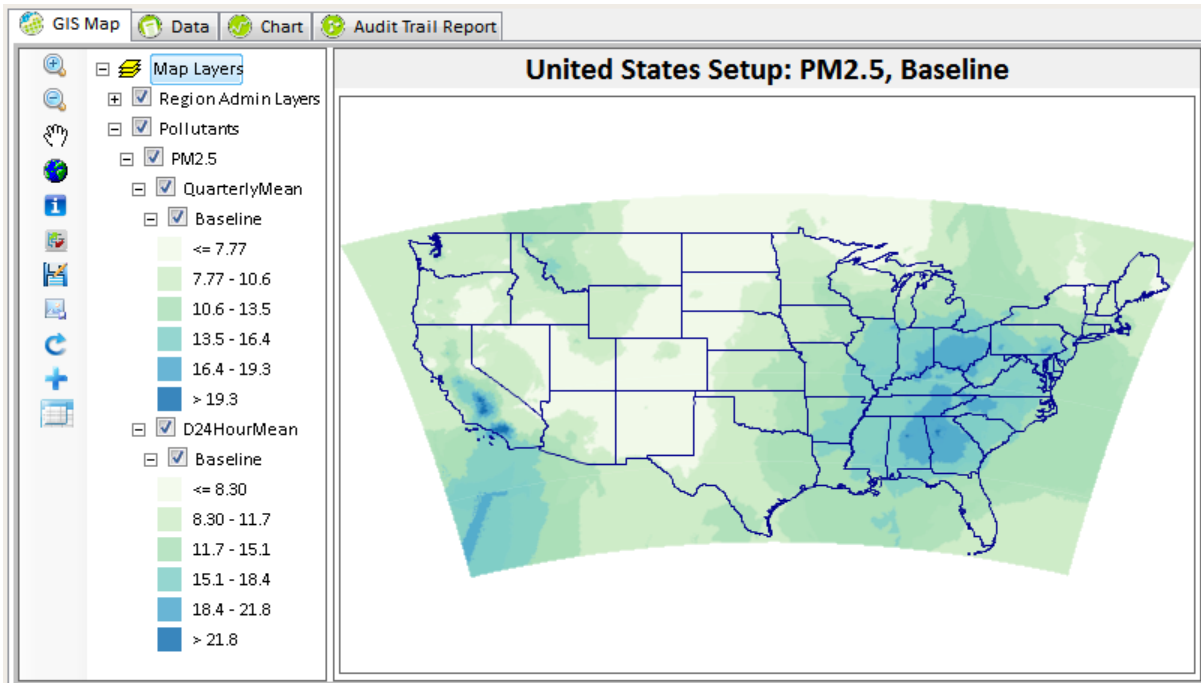 GIS Map Data Chart Audit Trail Report
Map Layers
Region Admin Layers
Pollutants
PM2.5
QuarterlyMean
Baseline
<= 7.77
7.77 - 10.6
10.6 - 13.5
13.5 - 16.4
16.4 - 19.3
> 19.3
D24HourMean
Baseline
<= 8.30
8.30 - 11.7
11.7 - 15.1
15.1 - 18.4
18.4 - 21.8
> 21.8
United States Setup: PM2.5, Baseline